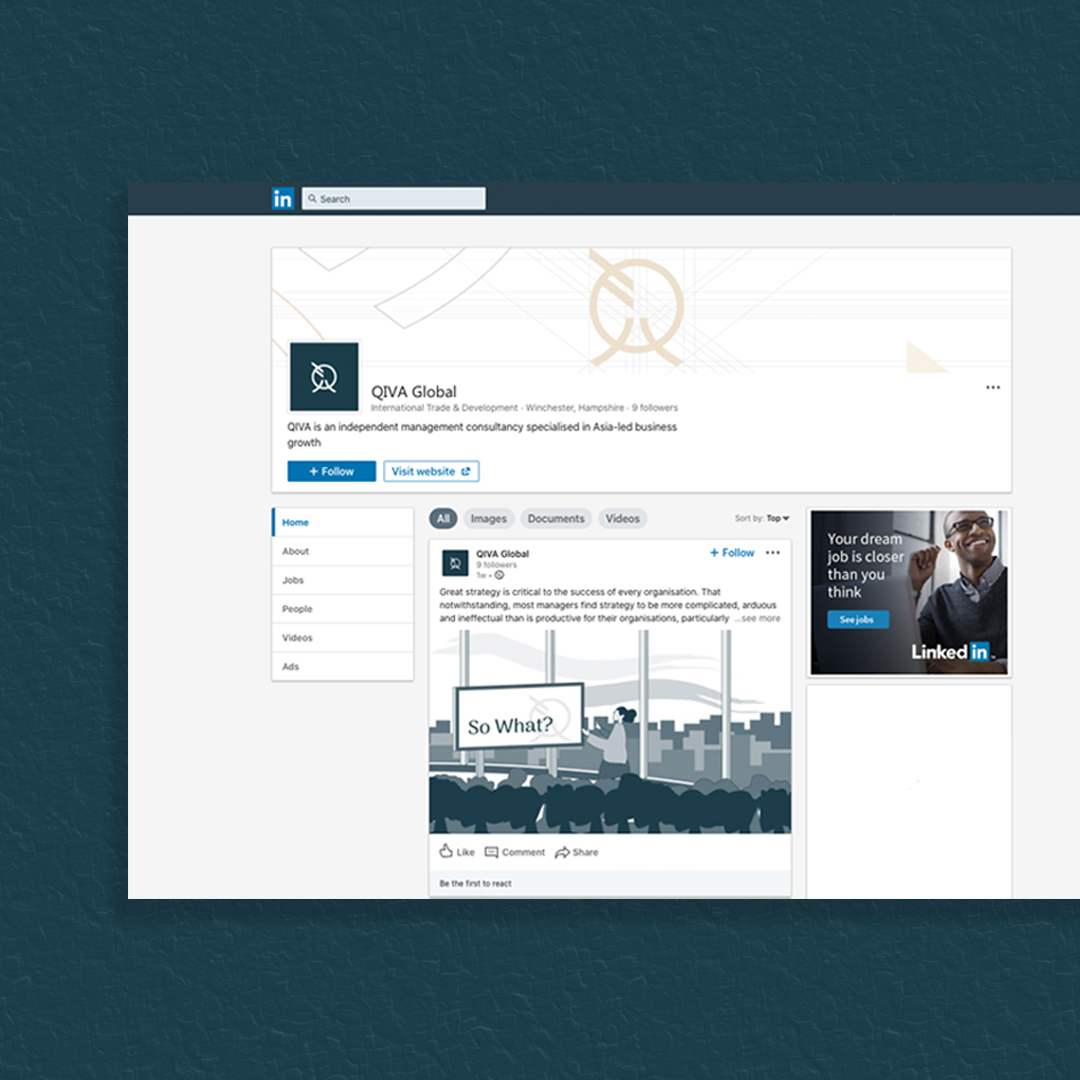 in
Search
QIVA Global
International Trade & Development · Winchester, Hampshire · 9 followers
QIVA is an independent management consultancy specialised in Asia-led business
growth
+ Follow
Visit website
Home
About
Jobs
People
Videos
Ads
All
Images
Documents
Videos
Sort by: Top
QIVA Global
9 followers
1w •
+ Follow
Great strategy is critical to the success of every organisation. That
notwithstanding, most managers find strategy to be more complicated, arduous
and ineffectual than is productive for their organisations, particularly ...see more
So What?
Like
Comment
Share
Be the first to react
Your dream
job is closer
than you
think
See jobs
Linked in